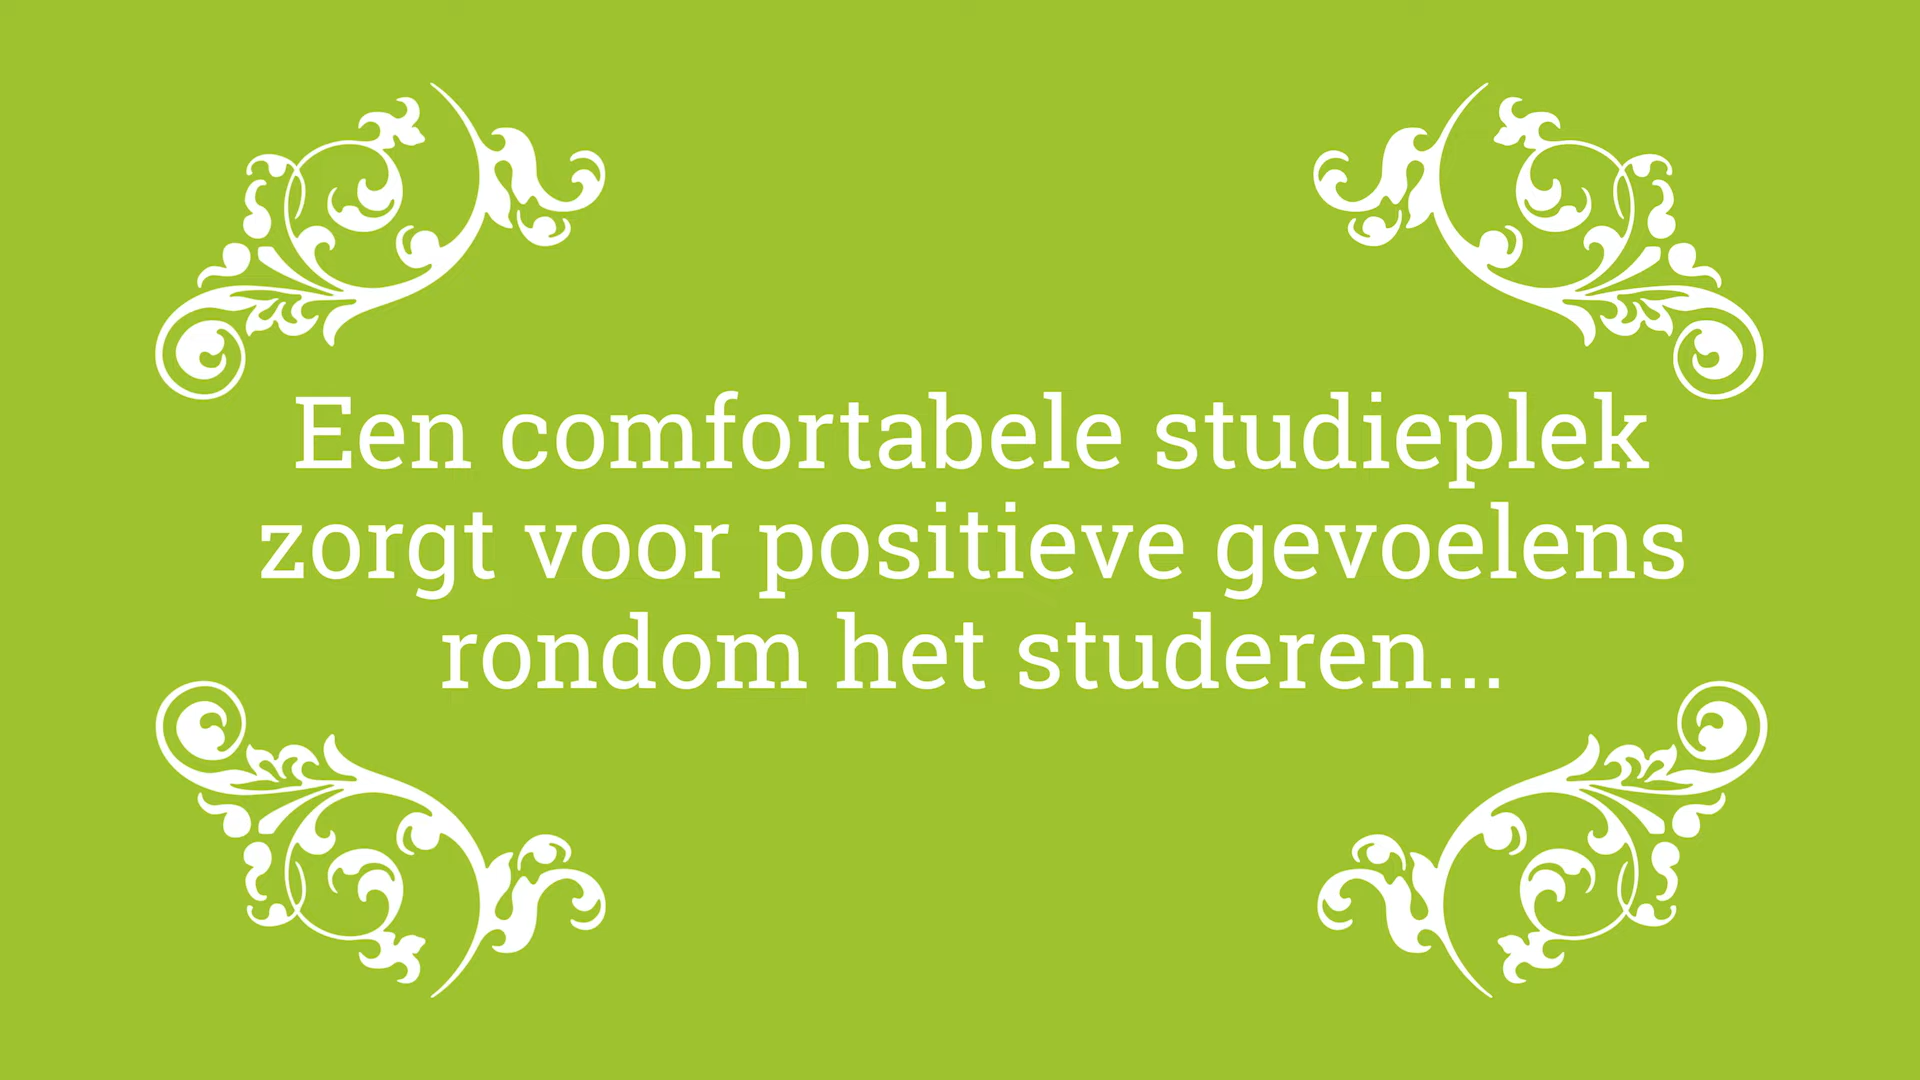 Een comfortabele studieplek
zorgt voor positieve gevoelens
rondom het studeren...